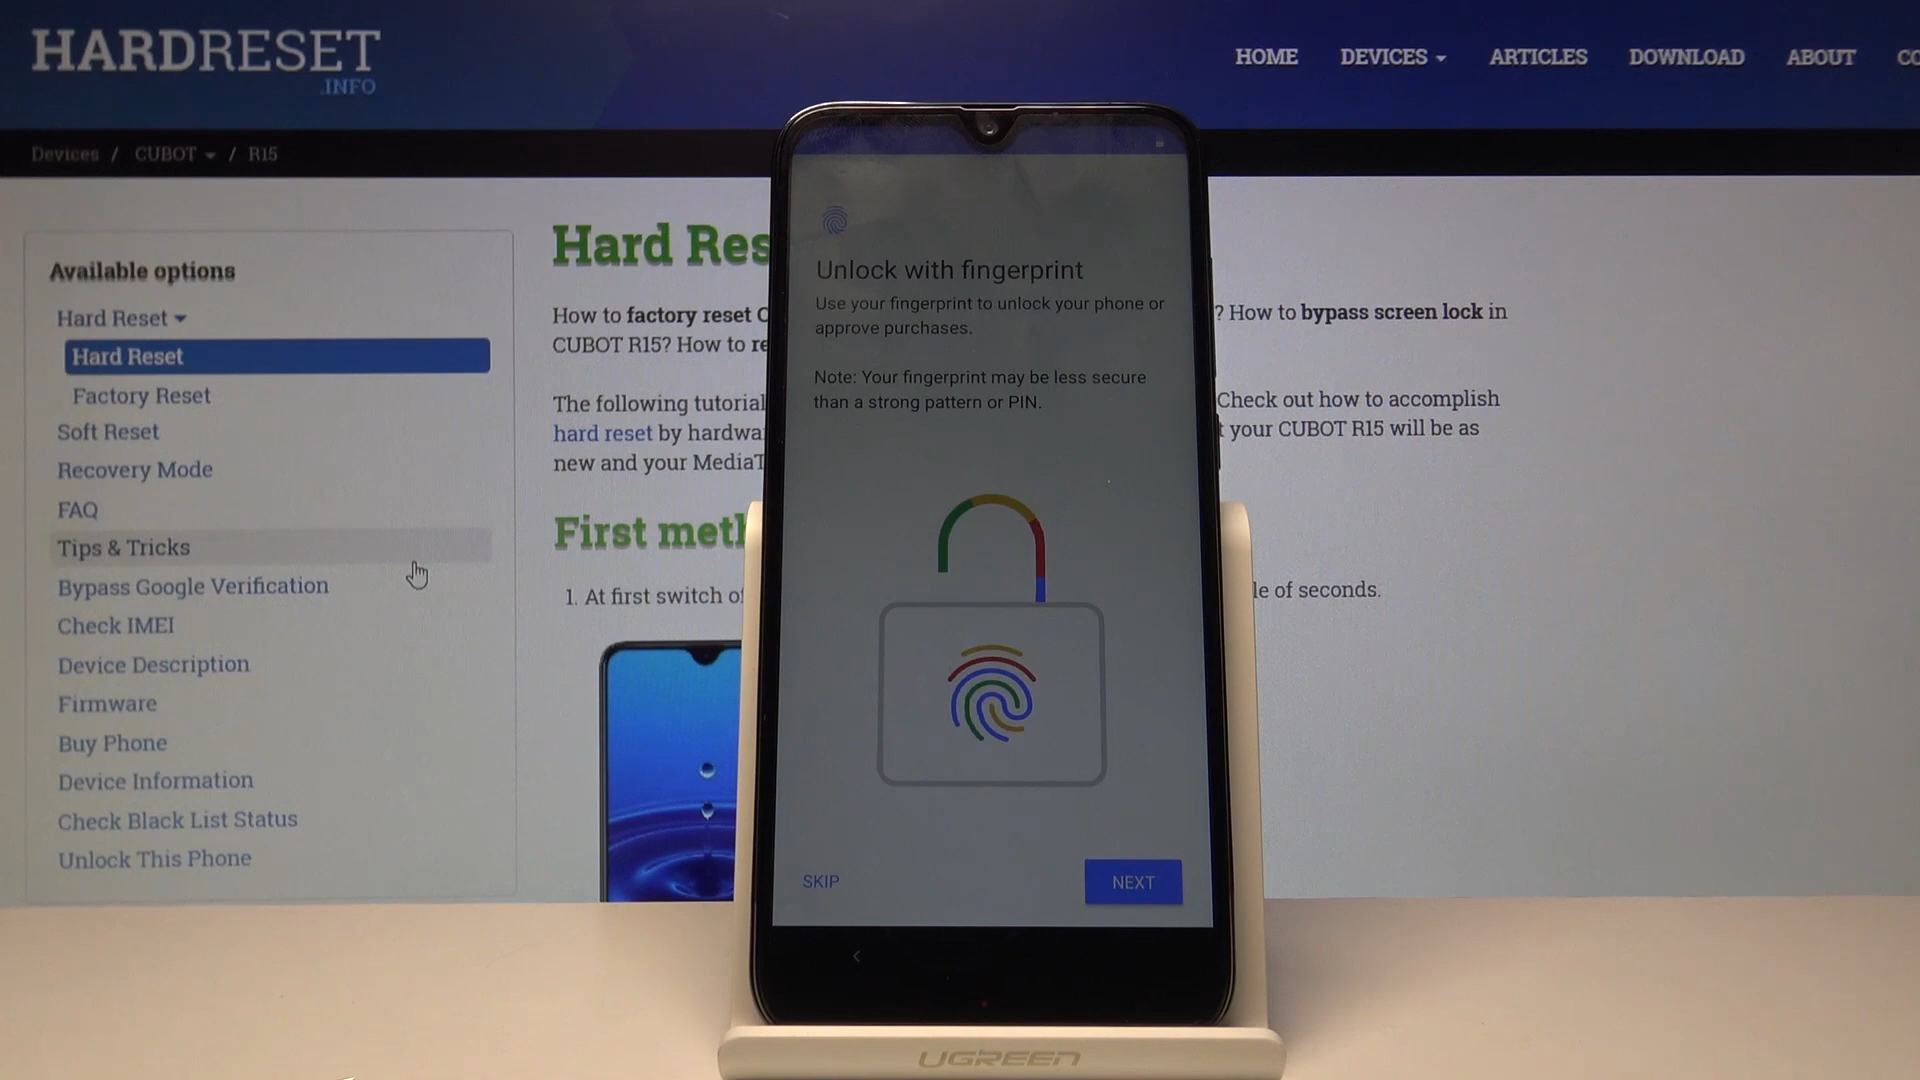 HARDRESET
.INFO
HOME DEVICES ARTICLES DOWNLOAD ABOUT CO
Devices / CUBOT / R15
Available options
Hard Reset
Hard Reset
Factory Reset
Soft Reset
Recovery Mode
FAQ
Tips & Tricks
Bypass Google Verification
Check IMEI
Device Description
Firmware
Buy Phone
Device Information
Check Black List Status
Unlock This Phone
Hard Res
How to factory reset C
? How to bypass screen lock in
CUBOT R15? How to re
The following tutorial
Check out how to accomplish
hard reset by hardwa
t your CUBOT R15 will be as
new and your MediaT
First meth
1. At first switch of
le of seconds.
Unlock with fingerprint
Use your fingerprint to unlock your phone or
approve purchases.
Note: Your fingerprint may be less secure
than a strong pattern or PIN.
SKIP
NEXT
UGREEN